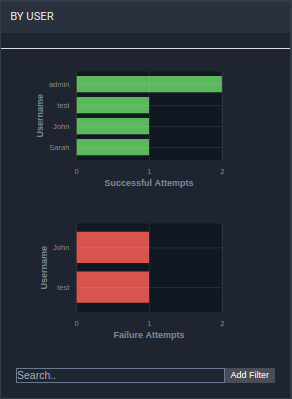 BY USER
admin
test
John
Sarah
Username
0 1 2
Successful Attempts
John
test
Username
0 1 2
Failure Attempts
Search.. Add Filter